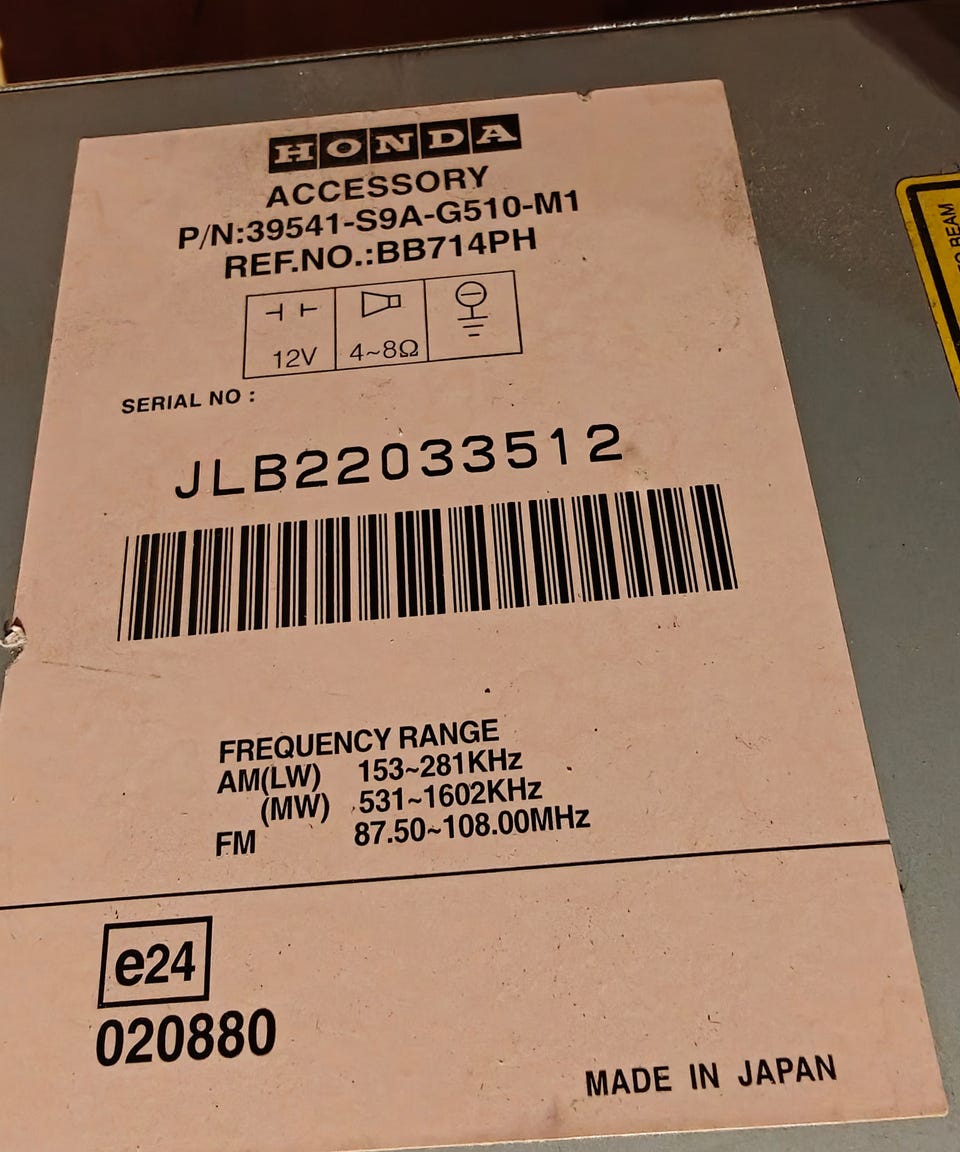 HONDA
ACCESSORY
P/N:39541-S9A-G510-M1
REF.NO.:BB714PH
12V 4~8Ω
SERIAL NO :
JLB22033512
FREQUENCY RANGE
AM(LW) 153~281KHz
(MW) 531~1602KHz
FM 87.50~108.00MHz
e24
020880
MADE IN JAPAN
BEAM